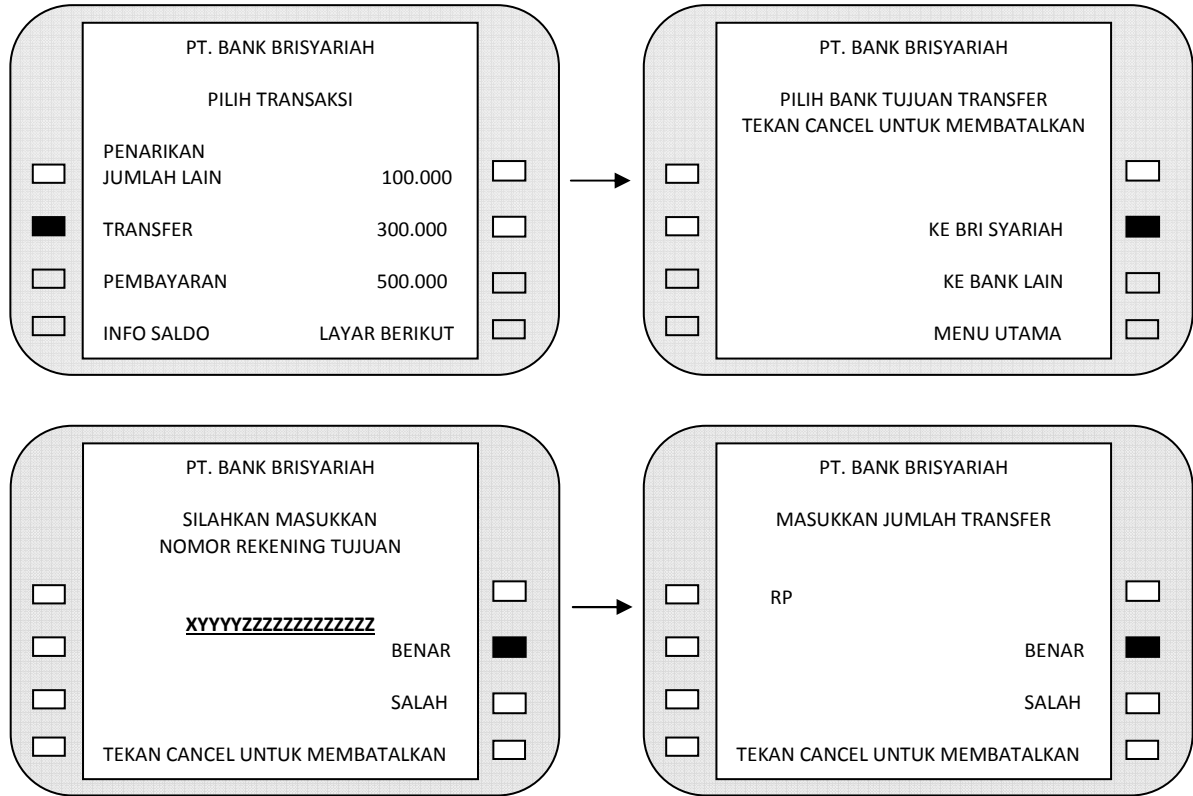 PT. BANK BRISYARIAH
PILIH TRANSAKSI
PENARIKAN
JUMLAH LAIN 100.000
TRANSFER 300.000
PEMBAYARAN 500.000
INFO SALDO LAYAR BERIKUT
PT. BANK BRISYARIAH
PILIH BANK TUJUAN TRANSFER
TEKAN CANCEL UNTUK MEMBATALKAN
KE BRI SYARIAH
KE BANK LAIN
MENU UTAMA
PT. BANK BRISYARIAH
SILAHKAN MASUKKAN
NOMOR REKENING TUJUAN
XYYYYZZZZZZZZZZZZZ
BENAR
SALAH
TEKAN CANCEL UNTUK MEMBATALKAN
PT. BANK BRISYARIAH
MASUKKAN JUMLAH TRANSFER
RP
BENAR
SALAH
TEKAN CANCEL UNTUK MEMBATALKAN